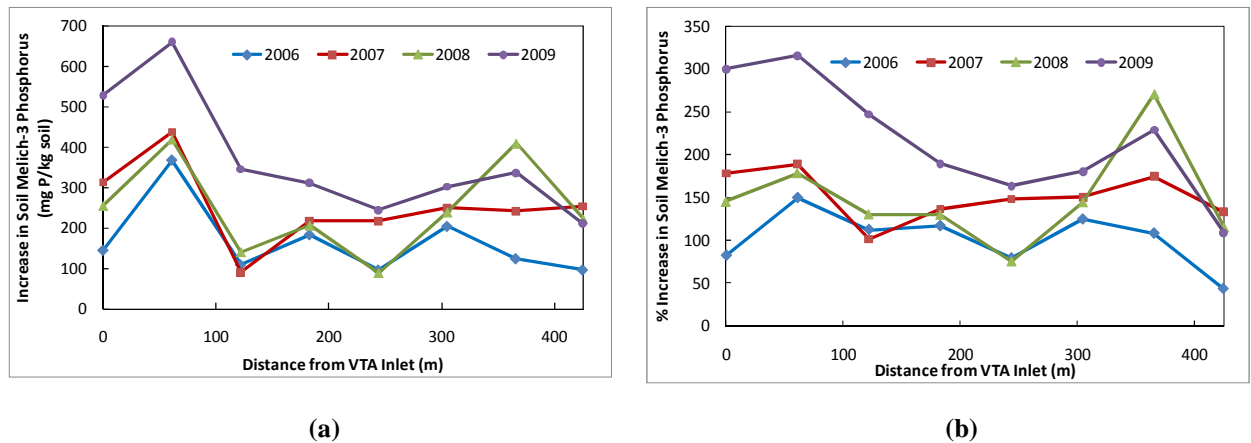 Increase in Soil Melich-3 Phosphorus
(mg P/kg soil)
700
600
500
400
300
200
100
0
2006 2007 2008 2009
0 100 200 300 400
Distance from VTA Inlet (m)
(a)
% Increase in Soil Melich-3 Phosphorus
350
300
250
200
150
100
50
0
2006 2007 2008 2009
0 100 200 300 400
Distance from VTA Inlet (m)
(b)